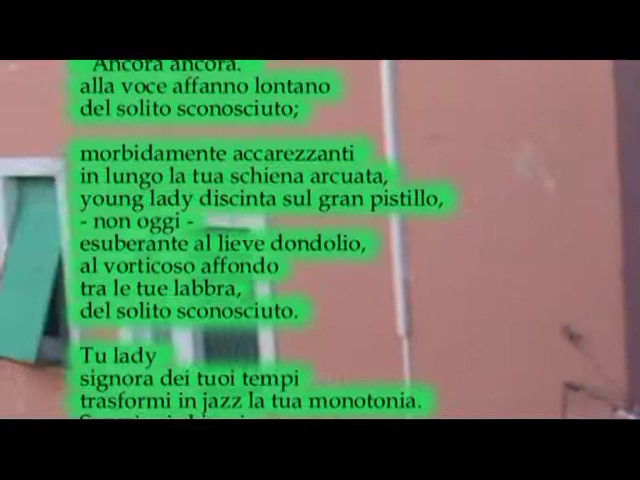 "Ancora ancora.
alla voce affanno lontano
del solito sconosciuto;
morbidamente accarezzanti
in lungo la tua schiena arcuata,
young lady discinta sul gran pistillo,
- non oggi -
esuberante al lieve dondolio,
al vorticoso affondo
tra le tue labbra,
del solito sconosciuto.
Tu lady
signora dei tuoi tempi
trasformi in jazz la tua monotonia.